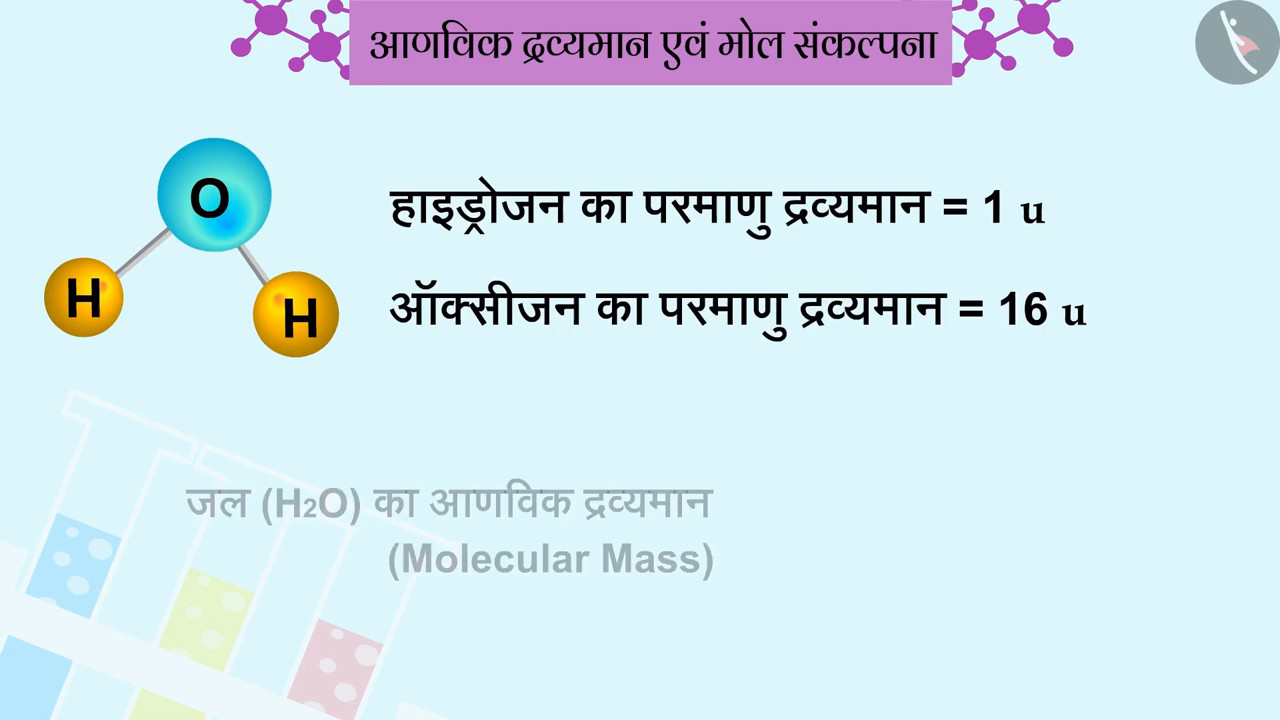 आणविक द्रव्यमान एवं मोल संकल्पना
O
H
H
हाइड्रोजन का परमाणु द्रव्यमान = 1 u
ऑक्सीजन का परमाणु द्रव्यमान = 16 u
जल (H₂O) का आणविक द्रव्यमान
(Molecular Mass)